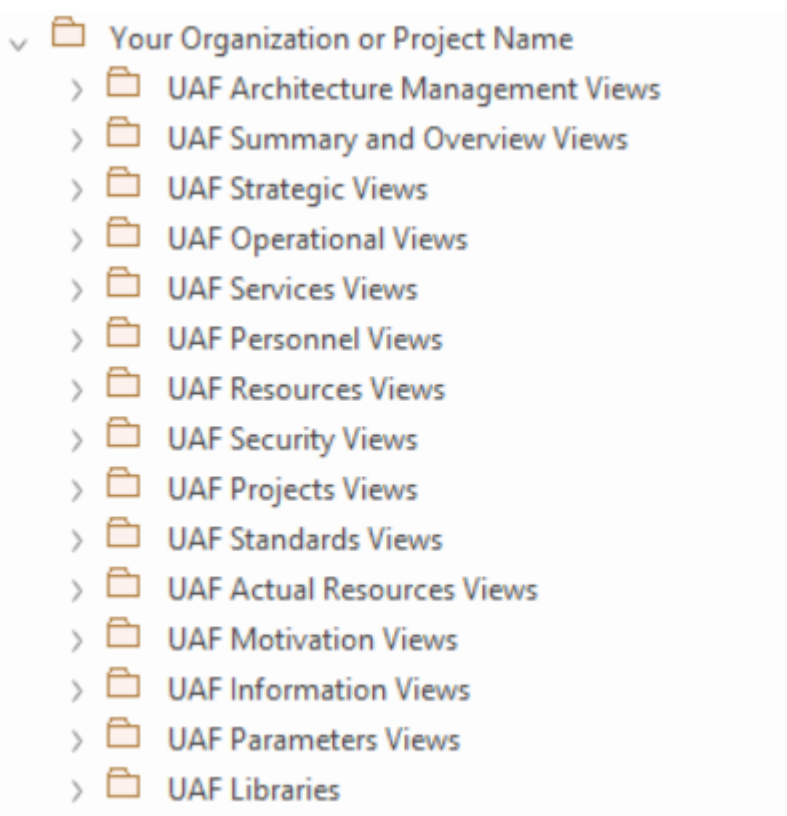 Your Organization or Project Name
UAF Architecture Management Views
UAF Summary and Overview Views
UAF Strategic Views
UAF Operational Views
UAF Services Views
UAF Personnel Views
UAF Resources Views
UAF Security Views
UAF Projects Views
UAF Standards Views
UAF Actual Resources Views
UAF Motivation Views
UAF Information Views
UAF Parameters Views
UAF Libraries